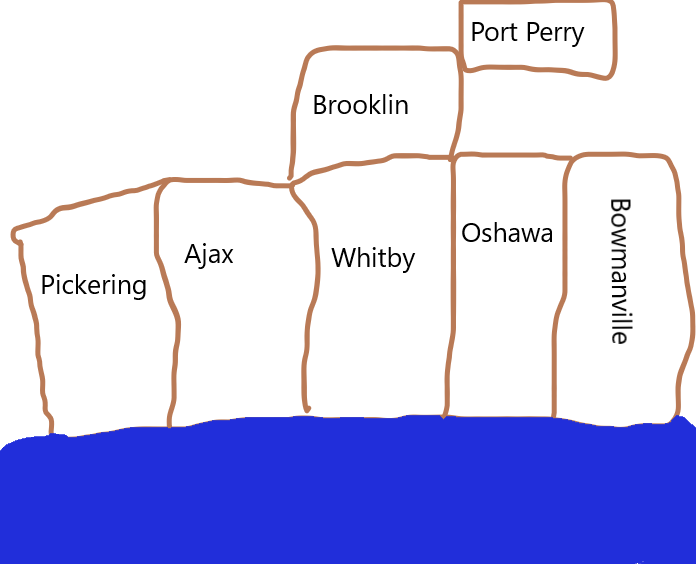 Port Perry
Brooklin
Pickering
Ajax
Whitby
Oshawa
Bowmanville